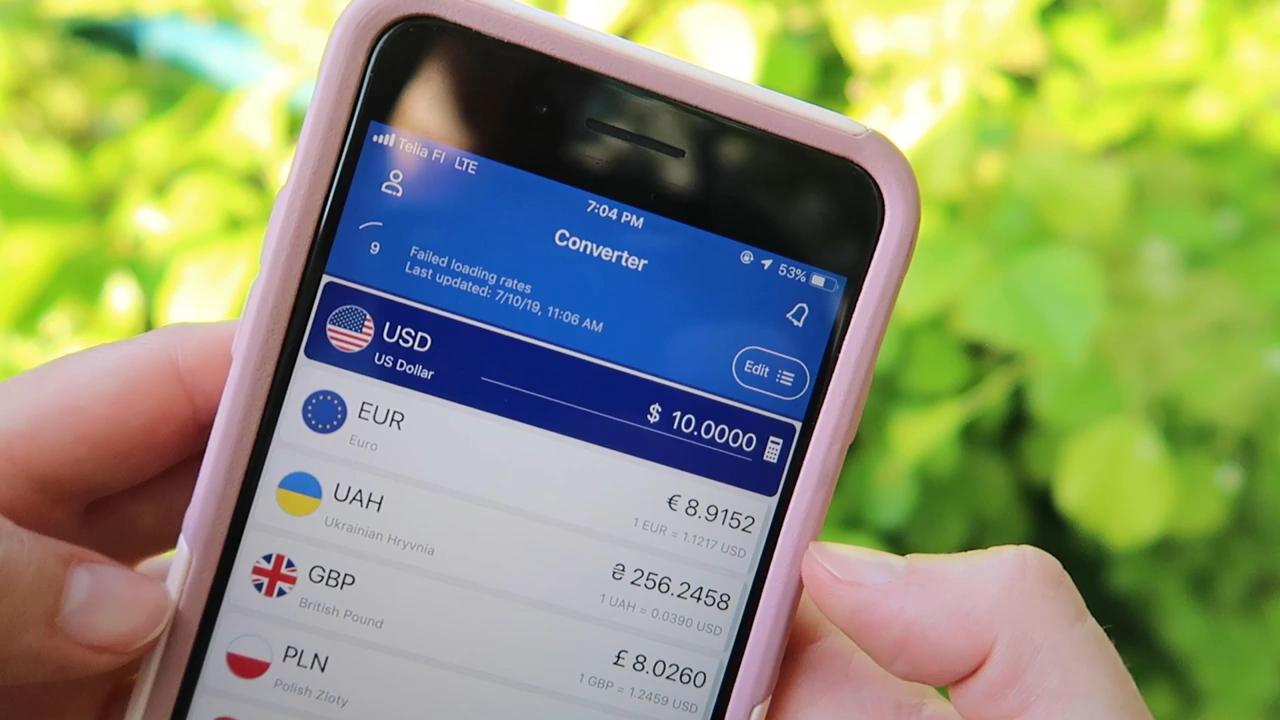 Telia FI LTE
7:04 PM
53%
Converter
9
Failed loading rates
Last updated: 7/10/19, 11:06 AM
Edit
USD
US Dollar
$ 10.0000
EUR
Euro
€ 8.9152
1 EUR = 1.1217 USD
UAH
Ukrainian Hryvnia
₴ 256.2458
1 UAH = 0.0390 USD
GBP
British Pound
£ 8.0260
1 GBP = 1.2459 USD
PLN
Polish Zloty